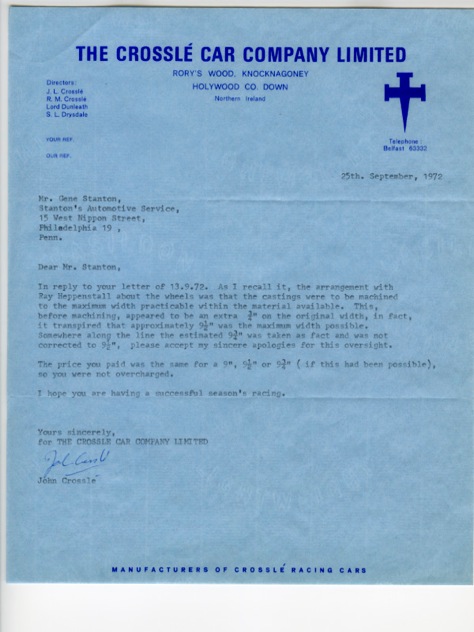 THE CROSSLÉ CAR COMPANY LIMITED
RORY'S WOOD, KNOCKNAGONEY
HOLYWOOD CO. DOWN
Northern Ireland
Directors:
J. L. Crosslé
R. M. Crosslé
Lord Dunleath
S. L. Drysdale
YOUR REF.
OUR REF.
Telephone:
Belfast
25th. September, 1972
Mr. Gene Stanton,
Stanton's Automotive Service,
15 West Nippom Street,
Philadelphia 19 ,
Penn.
Dear Mr. Stanton,
In reply to your letter of 13.9.72. As I recall it, the arrangement with
Ray Heppenstall about the wheels was that the castings were to be machined
to the maximum width practicable within the material available. This,
before machining, appeared to be an extra ¾" on the original width, in fact,
it transpired that approximately 9½" was the maximum width possible.
Somewhere along the line the estimated 9¾" was taken as fact and was not
corrected to 9½", please accept my sincere apologies for this oversight.
The price you paid was the same for a 9", 9½" or 9¾" ( if this had been possible),
so you were not overcharged.
I hope you are having a successful season's racing.
Yours sincerely,
for THE CROSSLE CAR COMPANY LIMITED
John Crosslé
John Crosslé
MANUFACTURERS OF CROSSLÉ RACING CARS